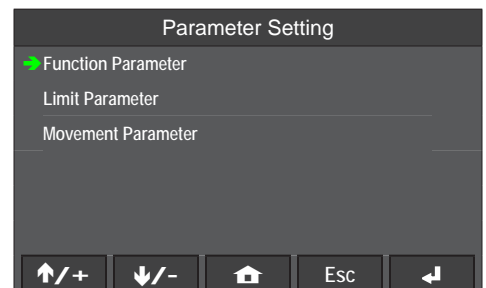 Parameter Setting
Function Parameter
Limit Parameter
Movement Parameter
↑/+ ↓/- Esc